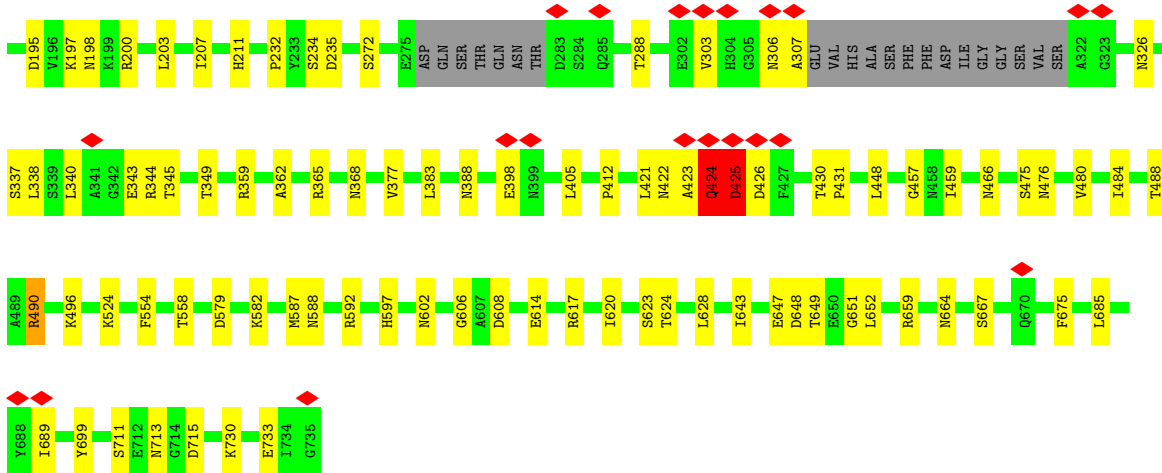 D195 V196 K197 N198 K199 R200 L203 I207 H211 P232 Y233 S234 D235 S272 E275 ASP GLN SER THR GLN ASN THR D283 S284 Q285 T288 E302 V303 H304 G305 N306 A307 GLU VAL HIS ALA SER PHE PHE ASP ILE GLY GLY SER VAL SER A322 G323 N326
S337 L338 S339 L340 A341 G342 E343 R344 T345 T349 R359 A362 R365 N368 V377 L383 N388 E398 N399 L405 P412 L421 N422 A423 Q424 D425 D426 F427 T430 P431 L448 G457 N458 I459 N466 S475 N476 V480 I484 T488
A489 R490 K496 K524 F554 T558 D579 K582 M587 N588 R592 H597 N602 G606 A607 D608 E614 R617 I620 S623 T624 L628 I643 E647 D648 T649 E650 G651 L652 R659 N664 S667 Q670 F675 L685
Y688 I689 Y699 S711 E712 N713 G714 D715 K730 E733 I734 G735